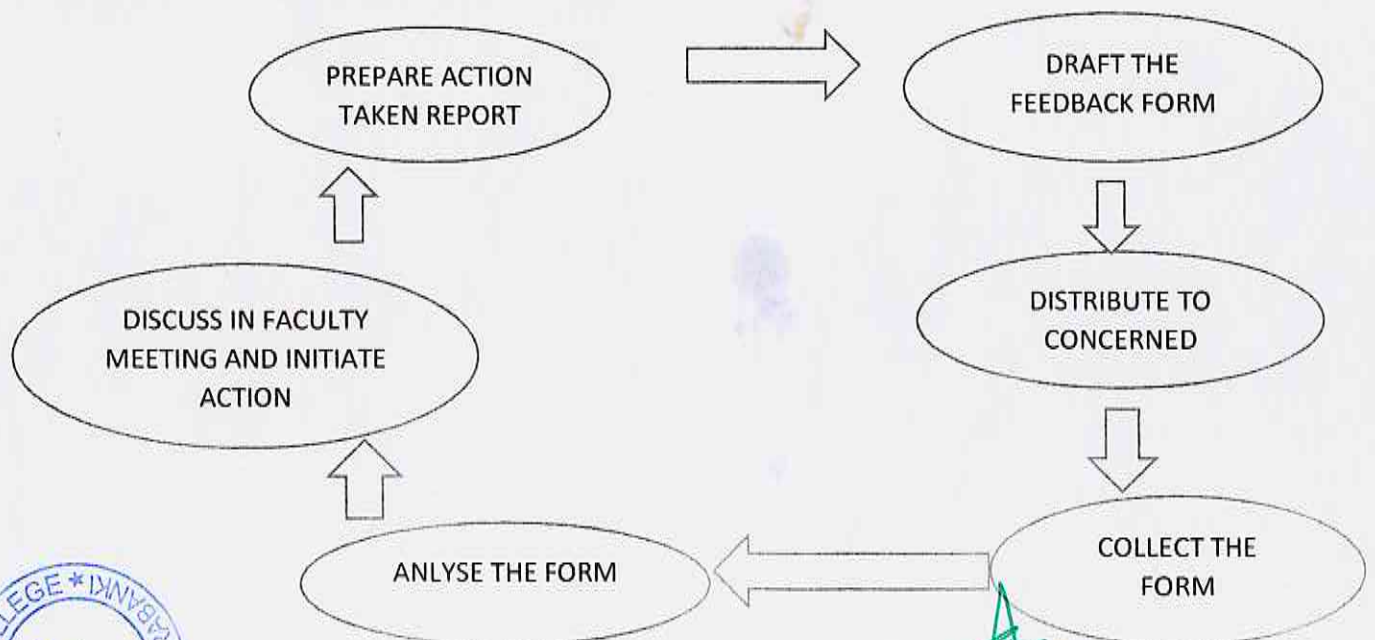 PREPARE ACTION
TAKEN REPORT
DRAFT THE
FEEDBACK FORM
DISTRIBUTE TO
CONCERNED
COLLECT THE
FORM
ANLYSE THE FORM
DISCUSS IN FACULTY
MEETING AND INITIATE
ACTION